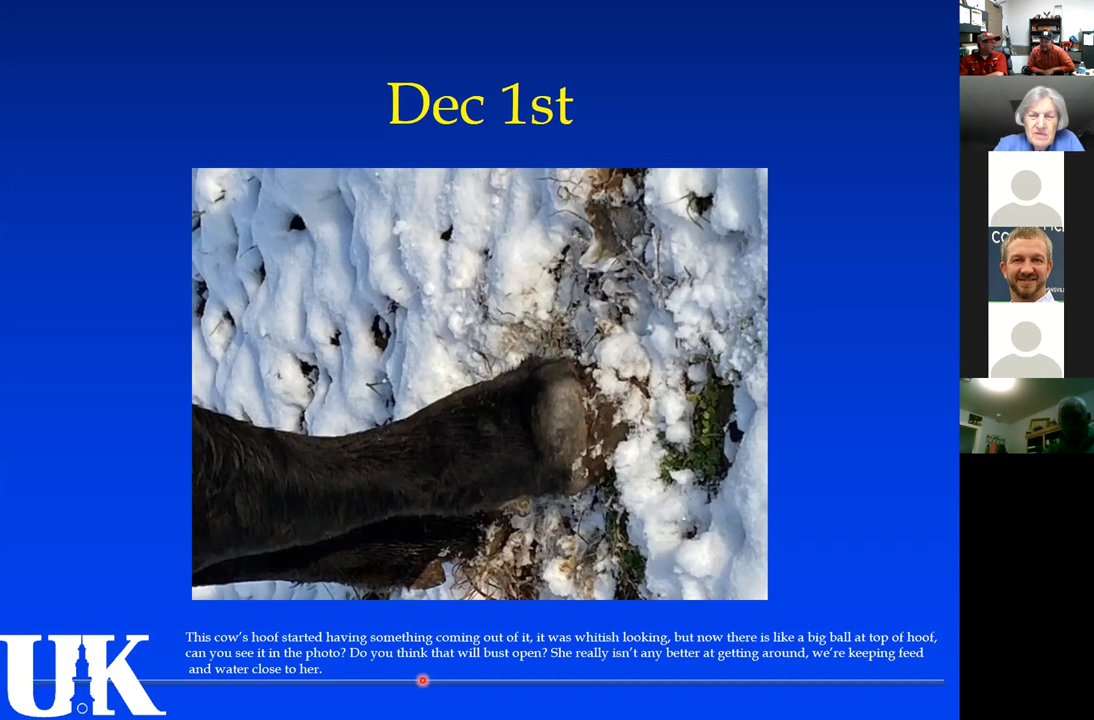 Dec 1st
This cow's hoof started having something coming out of it, it was whitish looking, but now there is like a big ball at top of hoof,
can you see it in the photo? Do you think that will bust open? She really isn't any better at getting around, we're keeping feed
and water close to her.
UK